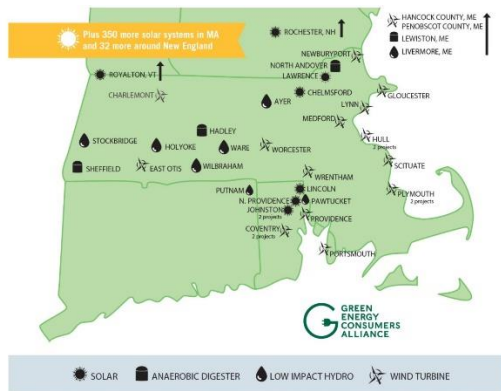 Plus 350 more solar systems in MA
and 32 more around New England
ROCHESTER, NH
HANCOCK COUNTY, ME
PENOBSCOT COUNTY, ME
LEWISTON, ME
LIVERMORE, ME
NEWBURYPORT
NORTH ANDOVER
LAWRENCE
ROYALTON, VT
CHARLEMONT
CHELMSFORD
GLOUCESTER
AYER
LYNN
MEDFORD
HADLEY
HULL
2 projects
STOCKBRIDGE
HOLYOKE
WARE
WORCESTER
SCITUATE
SHEFFIELD
EAST OTIS
WILBRAHAM
WRENTHAM
PUTNAM
LINCOLN
PLYMOUTH
2 projects
N. PROVIDENCE
PAWTUCKET
JOHNSTON
2 projects
PROVIDENCE
COVENTRY
2 projects
PORTSMOUTH
GREEN
ENERGY
CONSUMERS
ALLIANCE
SOLAR
ANAEROBIC DIGESTER
LOW IMPACT HYDRO
WIND TURBINE